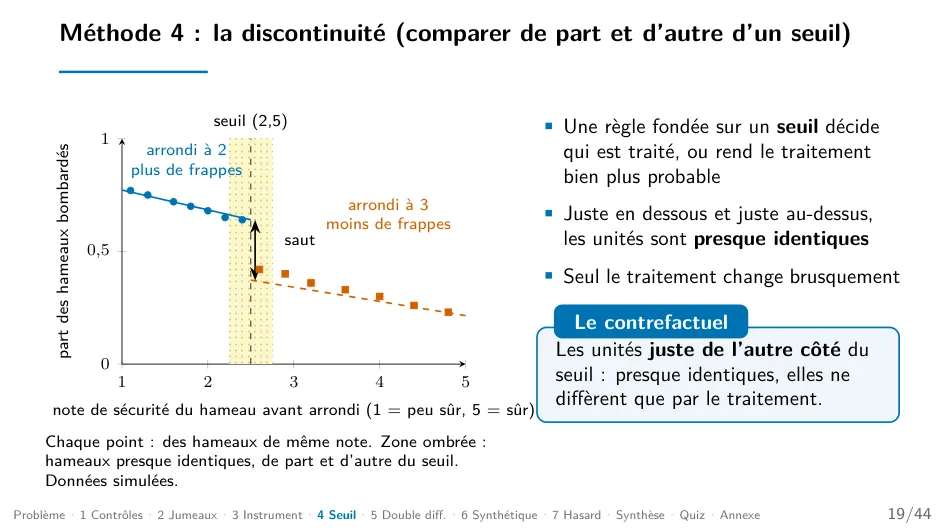 Méthode 4 : la discontinuité (comparer de part et d'autre d'un seuil)
seuil (2,5)
1
arrondi à 2
plus de frappes
arrondi à 3
moins de frappes
0,5
saut
0
1
2
3
4
5
part des hameaux bombardés
note de sécurité du hameau avant arrondi (1 = peu sûr, 5 = sûr)
Chaque point : des hameaux de même note. Zone ombrée :
hameaux presque identiques, de part et d'autre du seuil.
Données simulées.
Une règle fondée sur un seuil décide
qui est traité, ou rend le traitement
bien plus probable
Juste en dessous et juste au-dessus,
les unités sont presque identiques
Seul le traitement change brusquement
Le contrefactuel
Les unités juste de l'autre côté du
seuil : presque identiques, elles ne
diffèrent que par le traitement.
Problème · 1 Contrôles · 2 Jumeaux · 3 Instrument · 4 Seuil · 5 Double diff. · 6 Synthétique · 7 Hasard · Synthèse · Quiz · Annexe
19/44